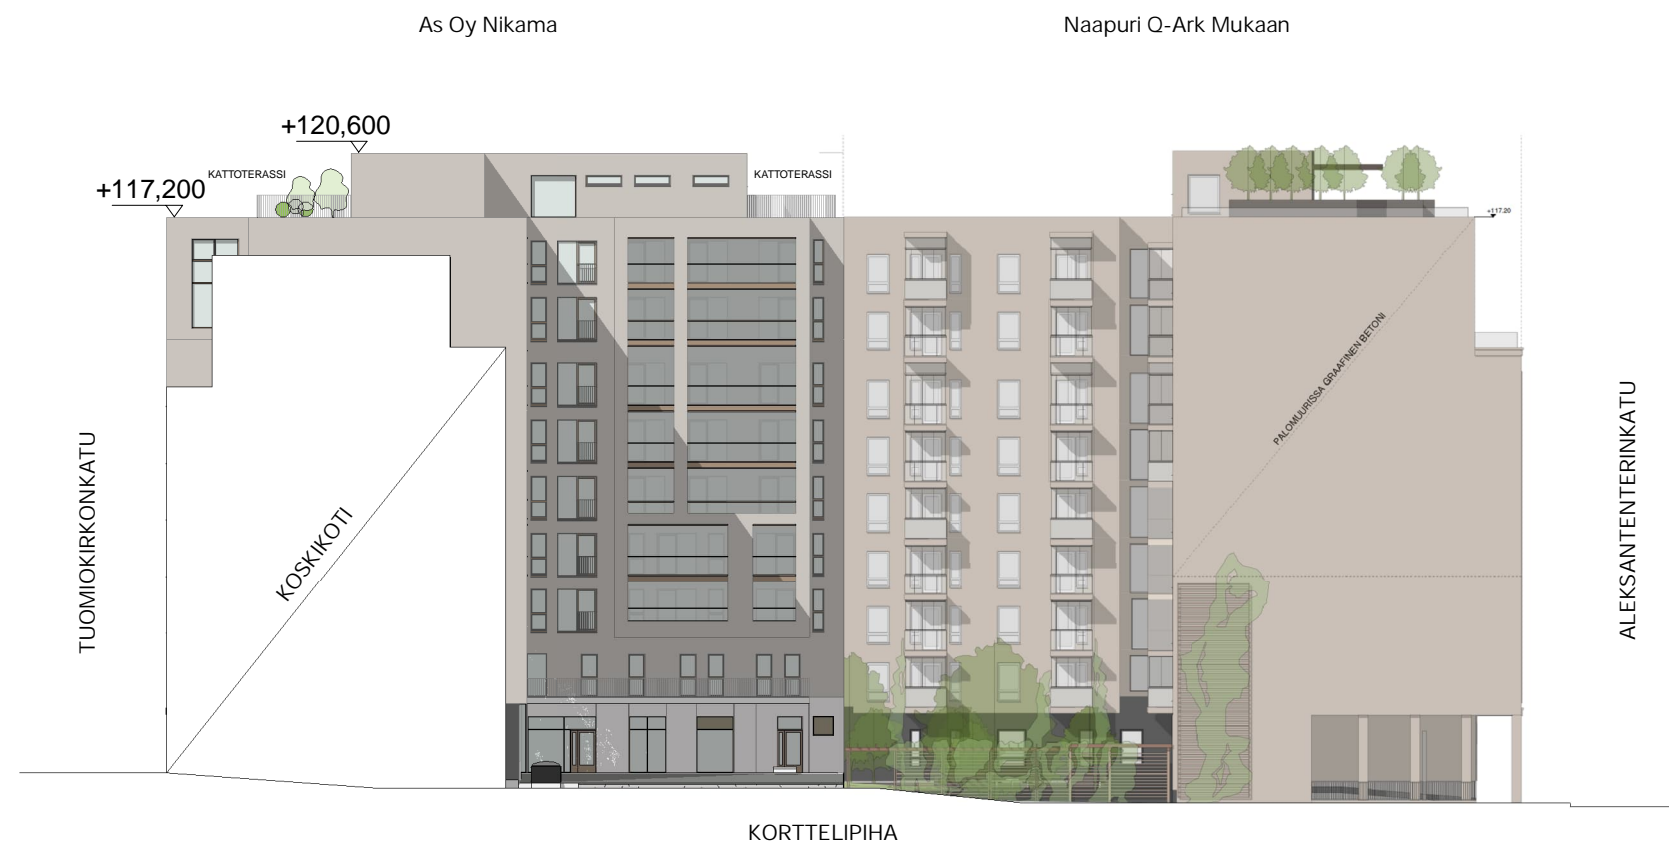 As Oy Nikama
Naapuri Q-Ark Mukaan
+120,600
+117,200
KATTOTERASSI
KATTOTERASSI
+117.20
PALOMUURISSA GRAAFINEN BETONI
TUOMIOKIRKONKATU
KOSKIKOTI
ALEKSANTENTERINKATU
KORTTELIPIHA